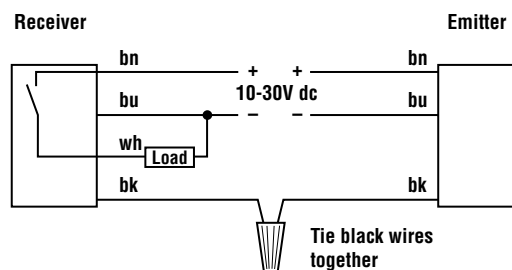 Receiver Emitter
bn + + bn
10-30V dc
bu – – bu
wh
Load
bk bk
Tie black wires
together